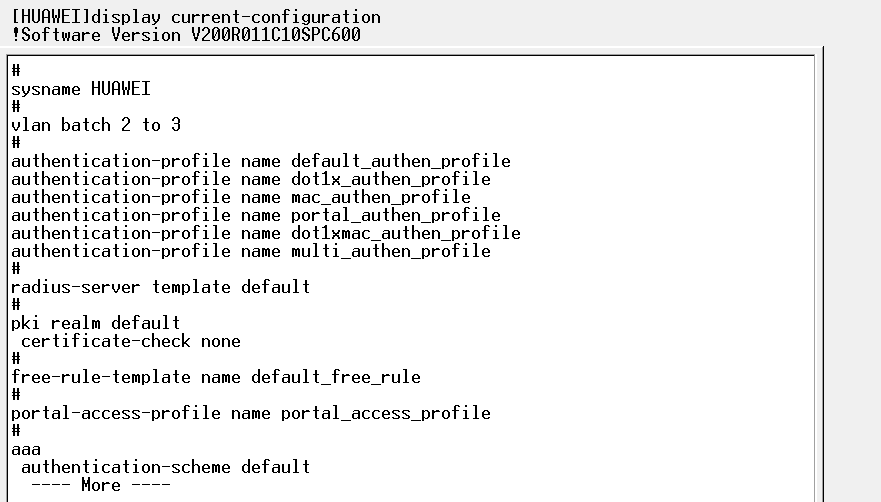 [HUAWEI]display current-configuration
!Software Version V200R011C10SPC600
#
sysname HUAWEI
#
vlan batch 2 to 3
#
authentication-profile name default_authen_profile
authentication-profile name dot1x_authen_profile
authentication-profile name mac_authen_profile
authentication-profile name portal_authen_profile
authentication-profile name dot1xmac_authen_profile
authentication-profile name multi_authen_profile
#
radius-server template default
#
pki realm default
 certificate-check none
#
free-rule-template name default_free_rule
#
portal-access-profile name portal_access_profile
#
aaa
 authentication-scheme default
  ---- More ----